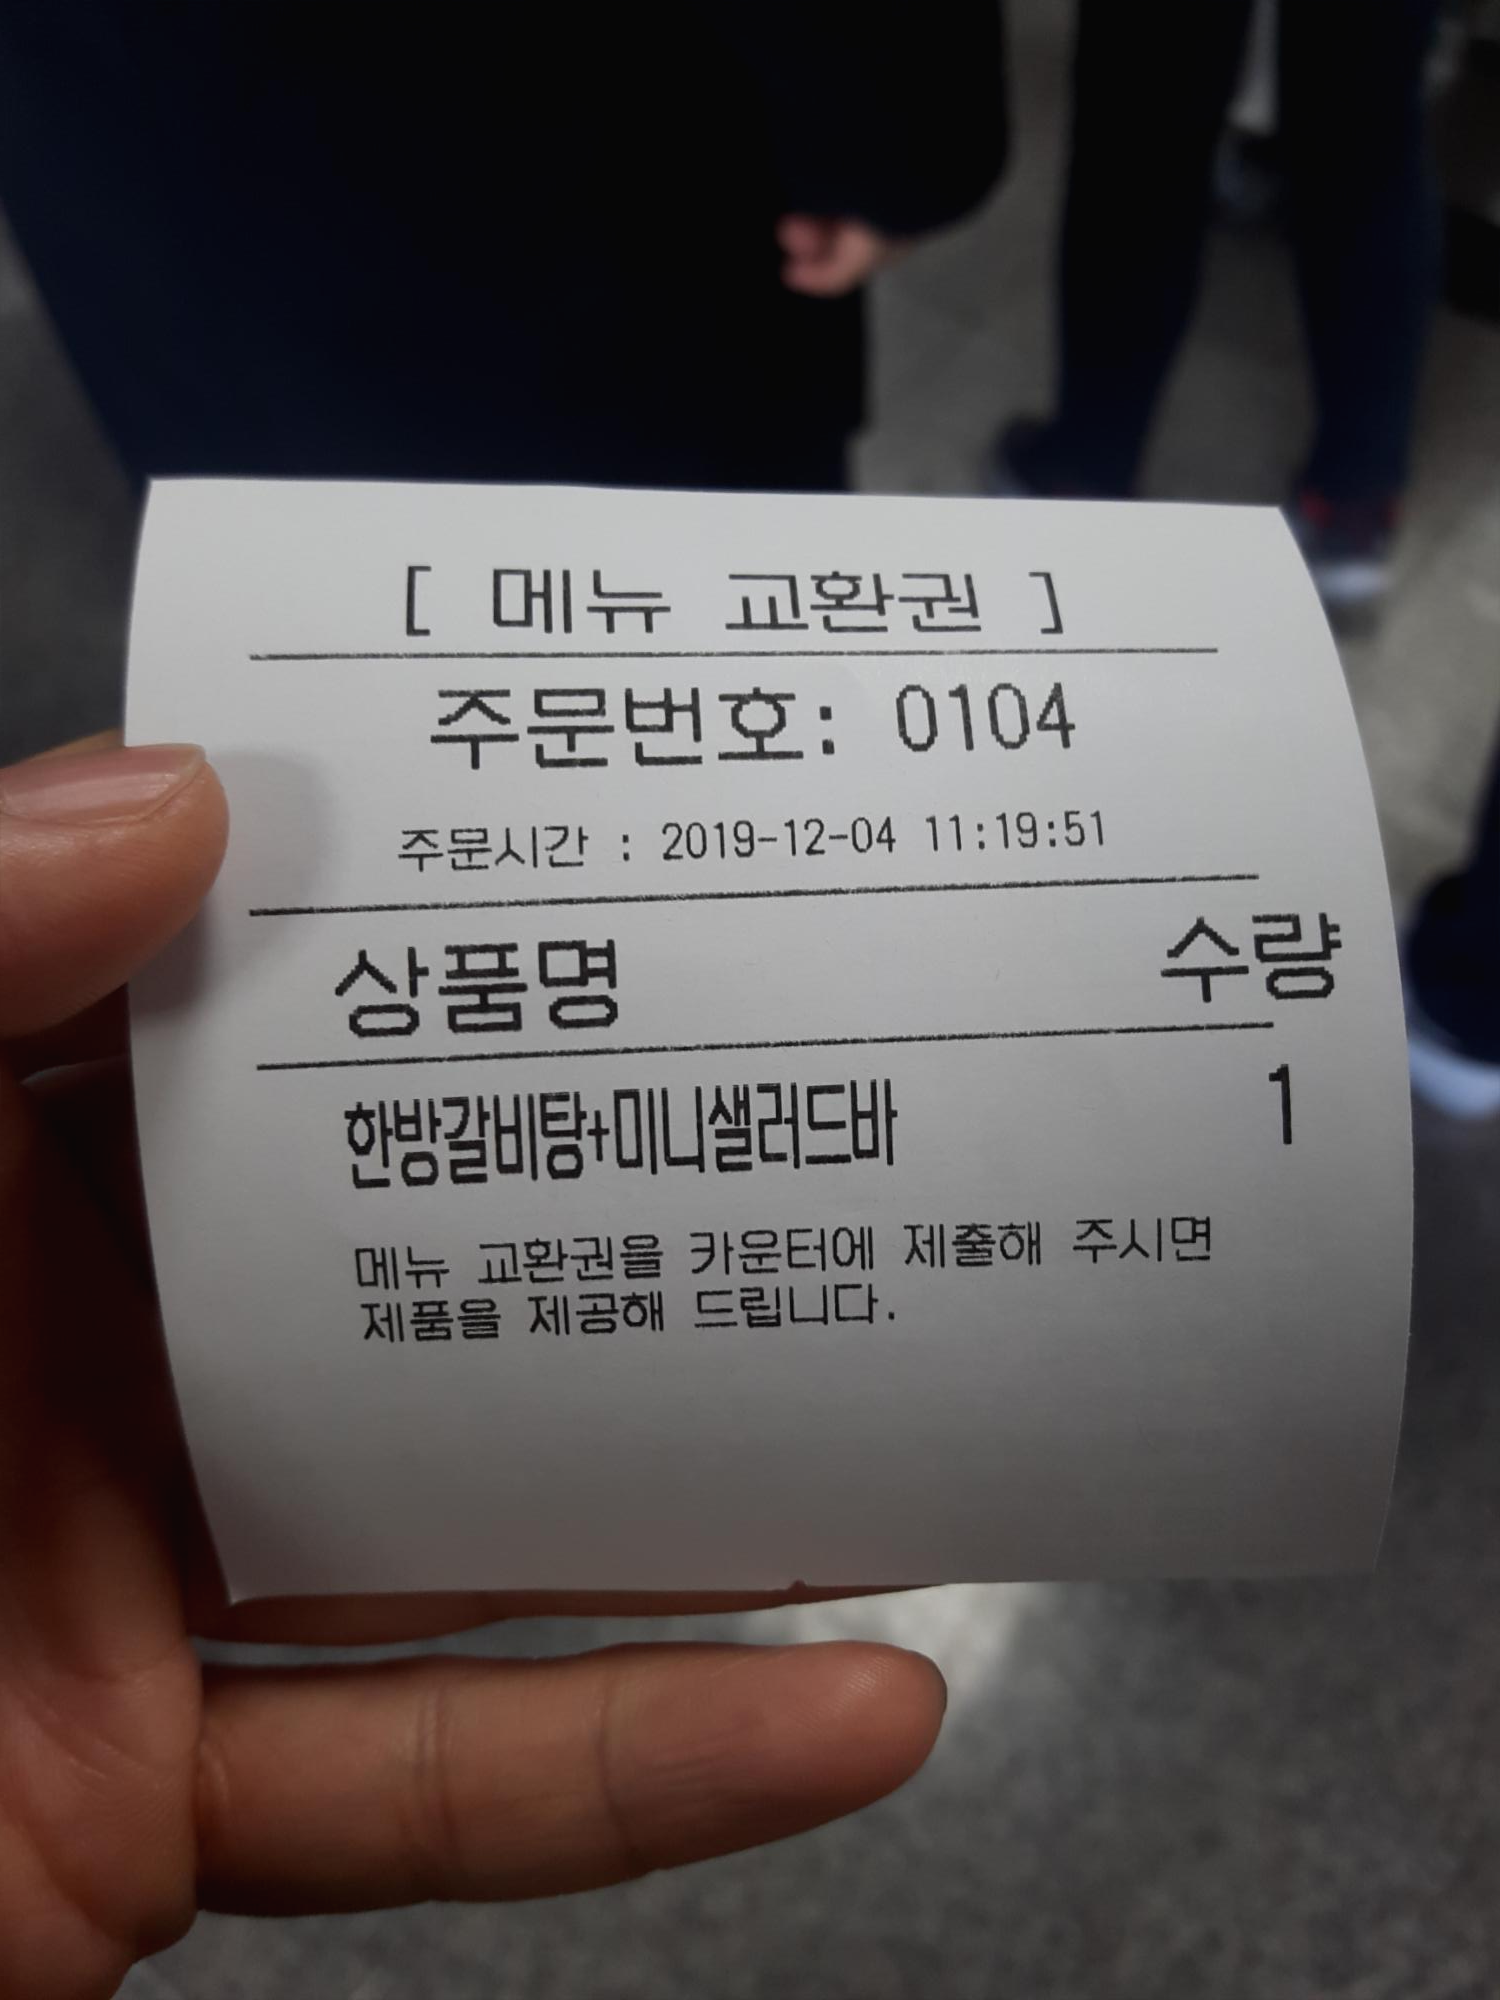 [ 메뉴 교환권 ]
주문번호: 0104
주문시간 : 2019-12-04 11:19:51
상품명 수량
한방갈비탕+미니샐러드바 1
메뉴 교환권을 카운터에 제출해 주시면
제품을 제공해 드립니다.